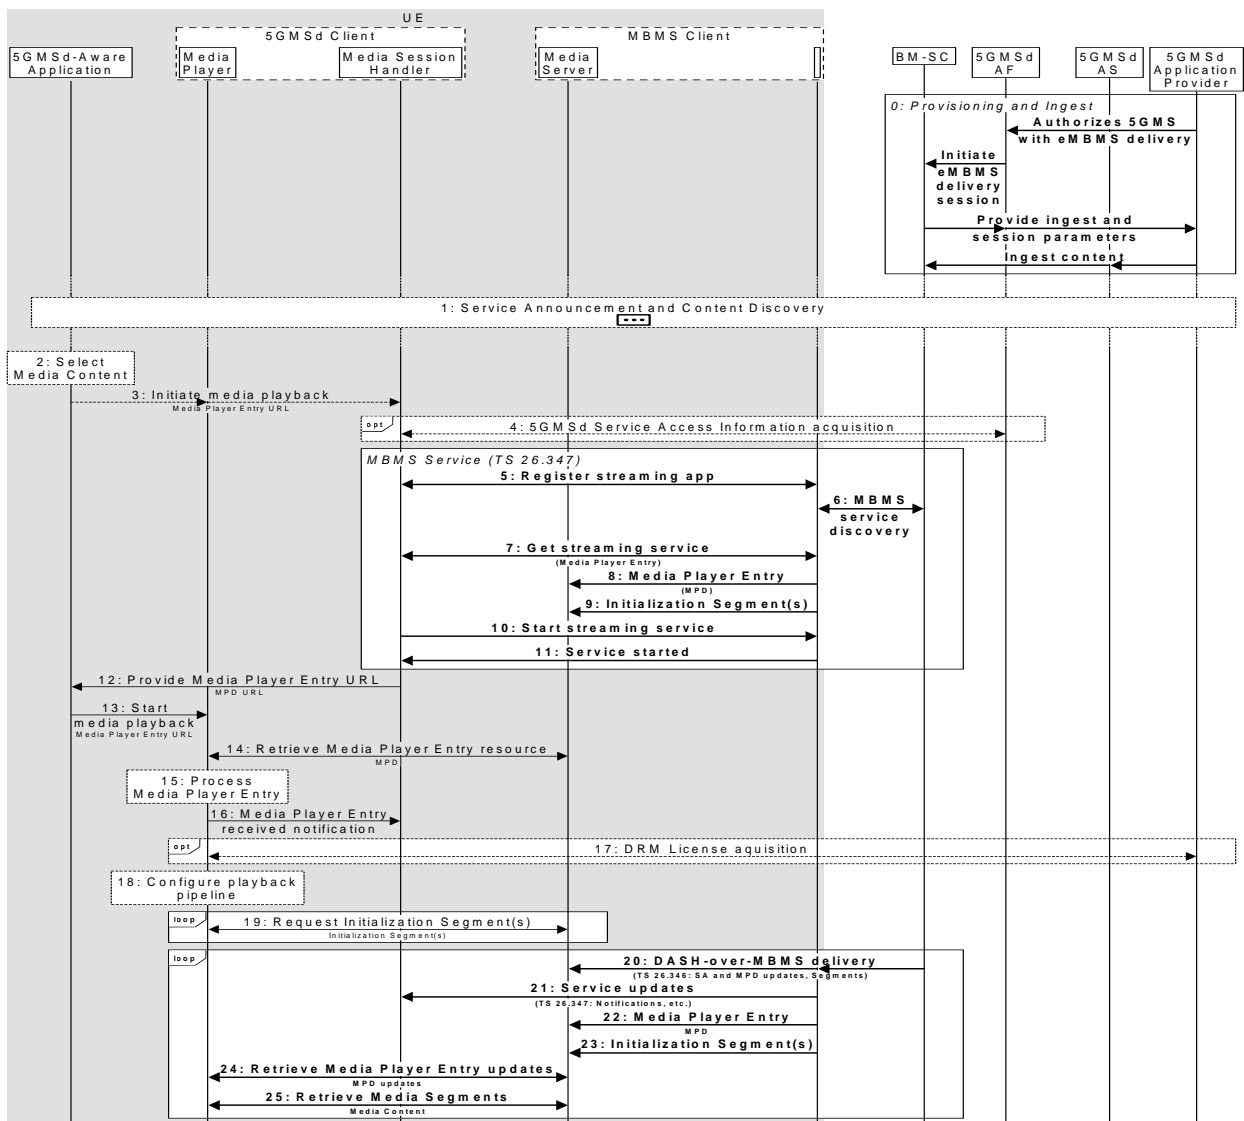 UE
5GMSd Client
MBMS Client
5GMSd-Aware
Application
Media
Player
Media Session
Handler
Media
Server
BM-SC
5GMSd
AF
5GMSd
AS
5GMSd
Application
Provider
0: Provisioning and Ingest
Authorizes 5GMS
with eMBMS delivery
Initiate
eMBMS
delivery
session
Provide ingest and
session parameters
Ingest content
1: Service Announcement and Content Discovery
2: Select
Media Content
3: Initiate media playback
Media Player Entry URL
opt
4: 5GMSd Service Access Information acquisition
MBMS Service (TS 26.347)
5: Register streaming app
6: MBMS
service
discovery
7: Get streaming service
(Media Player Entry)
8: Media Player Entry
(MPD)
9: Initialization Segment(s)
10: Start streaming service
11: Service started
12: Provide Media Player Entry URL
MPD URL
13: Start
media playback
Media Player Entry URL
14: Retrieve Media Player Entry resource
MPD
15: Process
Media Player Entry
16: Media Player Entry
received notification
opt
17: DRM License aquisition
18: Configure playback
pipeline
loop
19: Request Initialization Segment(s)
Initialization Segment(s)
loop
20: DASH-over-MBMS delivery
(TS 26.346: SA and MPD updates, Segments)
21: Service updates
(TS 26.347: Notifications, etc.)
22: Media Player Entry
MPD
23: Initialization Segment(s)
24: Retrieve Media Player Entry updates
MPD updates
25: Retrieve Media Segments
Media Content